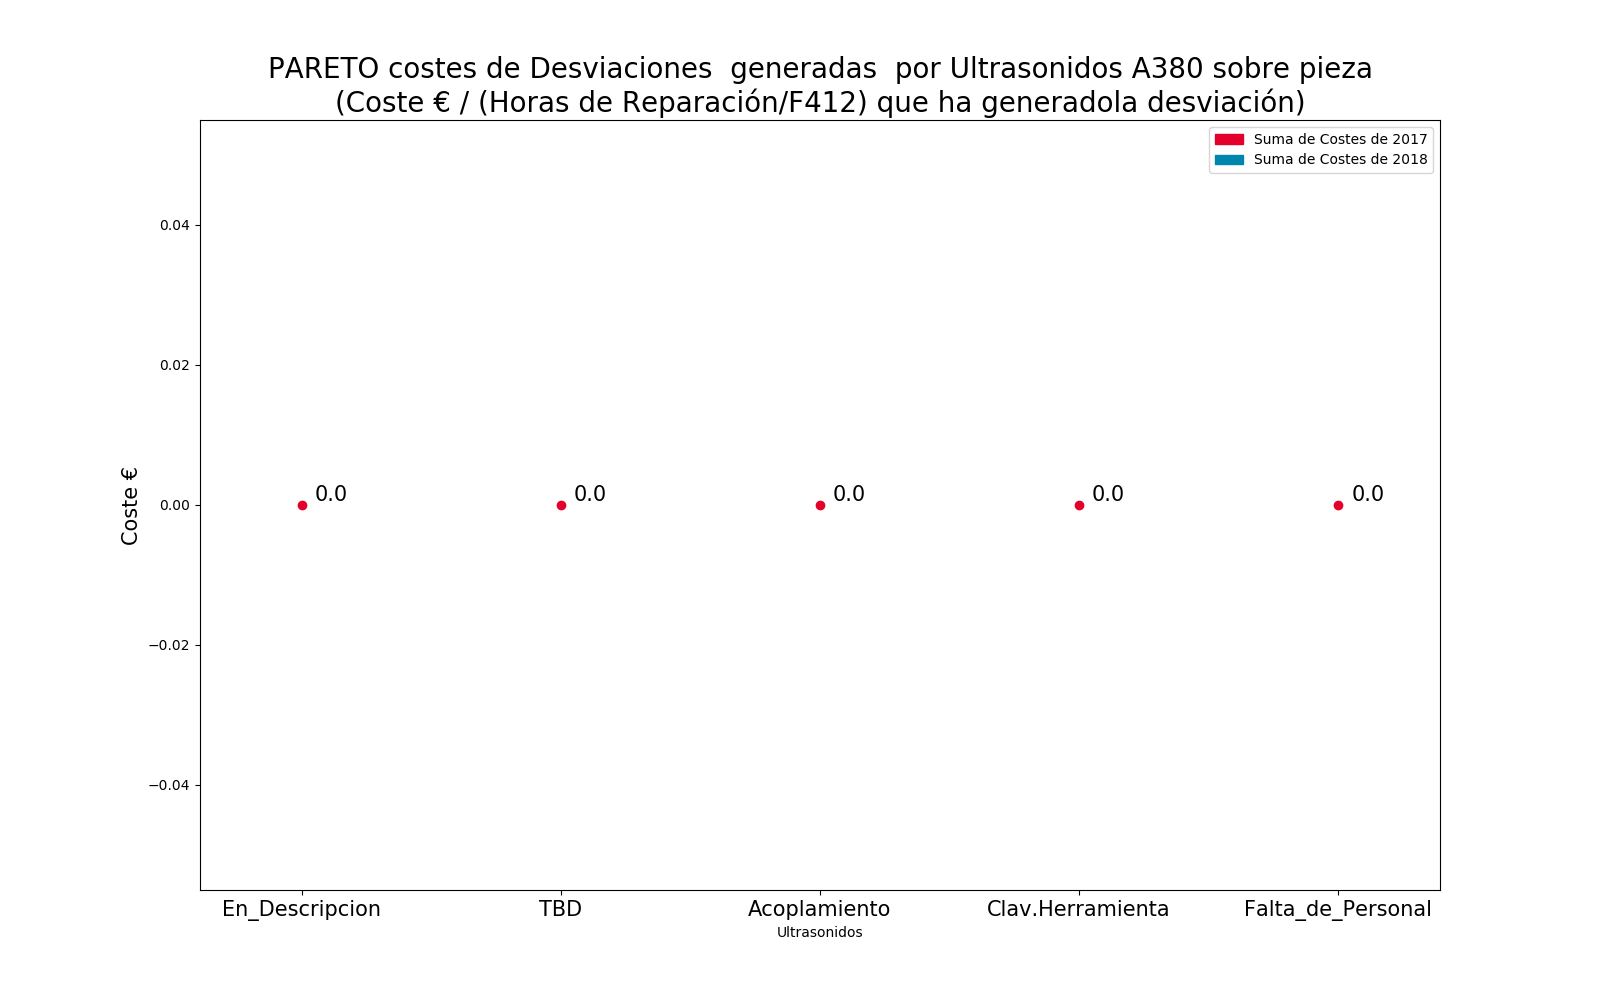 PARETO costes de Desviaciones  generadas  por Ultrasonidos A380 sobre pieza
(Coste € / (Horas de Reparación/F412) que ha generadola desviación)
Suma de Costes de 2017
Suma de Costes de 2018
0.04
0.02
0.00
−0.02
−0.04
Coste €
0.0 0.0 0.0 0.0 0.0
En_Descripcion TBD Acoplamiento Clav.Herramienta Falta_de_Personal
Ultrasonidos